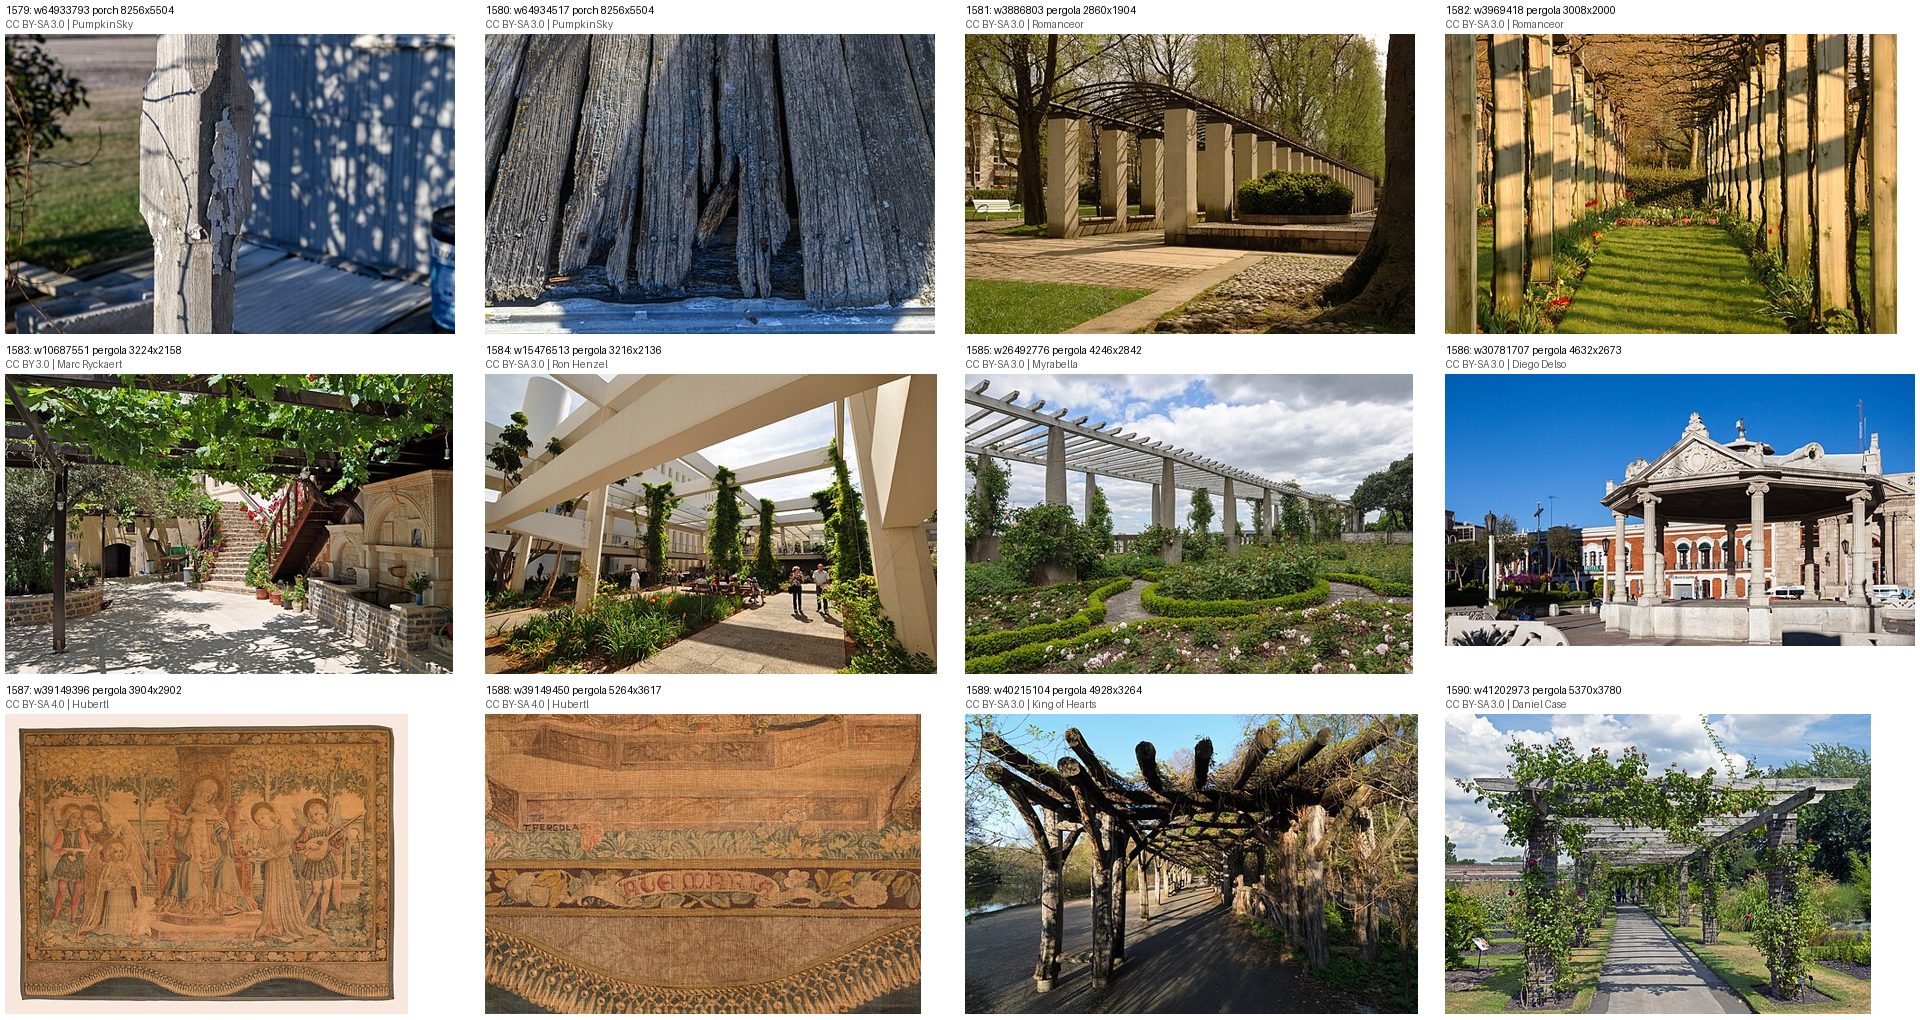 1579: w64933793 porch 8256x5504
CC BY-SA 3.0 | PumpkinSky
1580: w64934517 porch 8256x5504
CC BY-SA 3.0 | PumpkinSky
1581: w3886803 pergola 2860x1904
CC BY-SA 3.0 | Romanceor
1582: w3969418 pergola 3008x2000
CC BY-SA 3.0 | Romanceor
1583: w10687551 pergola 3224x2158
CC BY 3.0 | Marc Ryckaert
1584: w15476513 pergola 3216x2136
CC BY-SA 3.0 | Ron Henzel
1585: w26492776 pergola 4246x2842
CC BY-SA 3.0 | Myrabella
1586: w30781707 pergola 4632x2673
CC BY-SA 3.0 | Diego Delso
1587: w39149396 pergola 3904x2902
CC BY-SA 4.0 | Hubertl
1588: w39149450 pergola 5264x3617
CC BY-SA 4.0 | Hubertl
T.PERGOLA
AVE MARIA
1589: w40215104 pergola 4928x3264
CC BY-SA 3.0 | King of Hearts
1590: w41202973 pergola 5370x3780
CC BY-SA 3.0 | Daniel Case